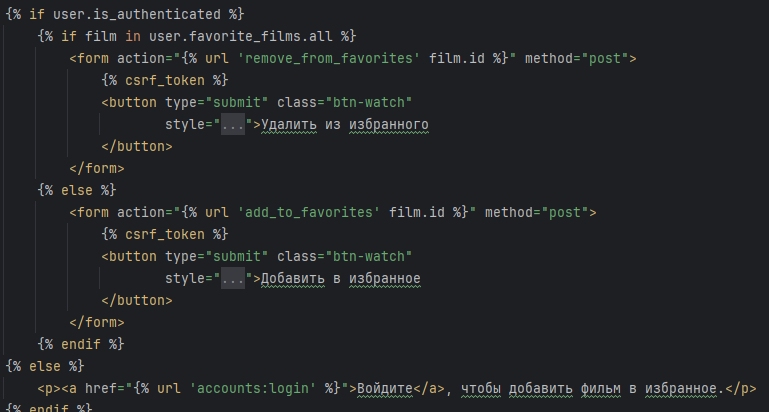 {% if user.is_authenticated %}
{% if film in user.favorite_films.all %}
<form action="{% url 'remove_from_favorites' film.id %}" method="post">
{% csrf_token %}
<button type="submit" class="btn-watch"
style="...">Удалить из избранного
</button>
</form>
{% else %}
<form action="{% url 'add_to_favorites' film.id %}" method="post">
{% csrf_token %}
<button type="submit" class="btn-watch"
style="...">Добавить в избранное
</button>
</form>
{% endif %}
{% else %}
<p><a href="{% url 'accounts:login' %}">Войдите</a>, чтобы добавить фильм в избранное.</p>
{% endif %}